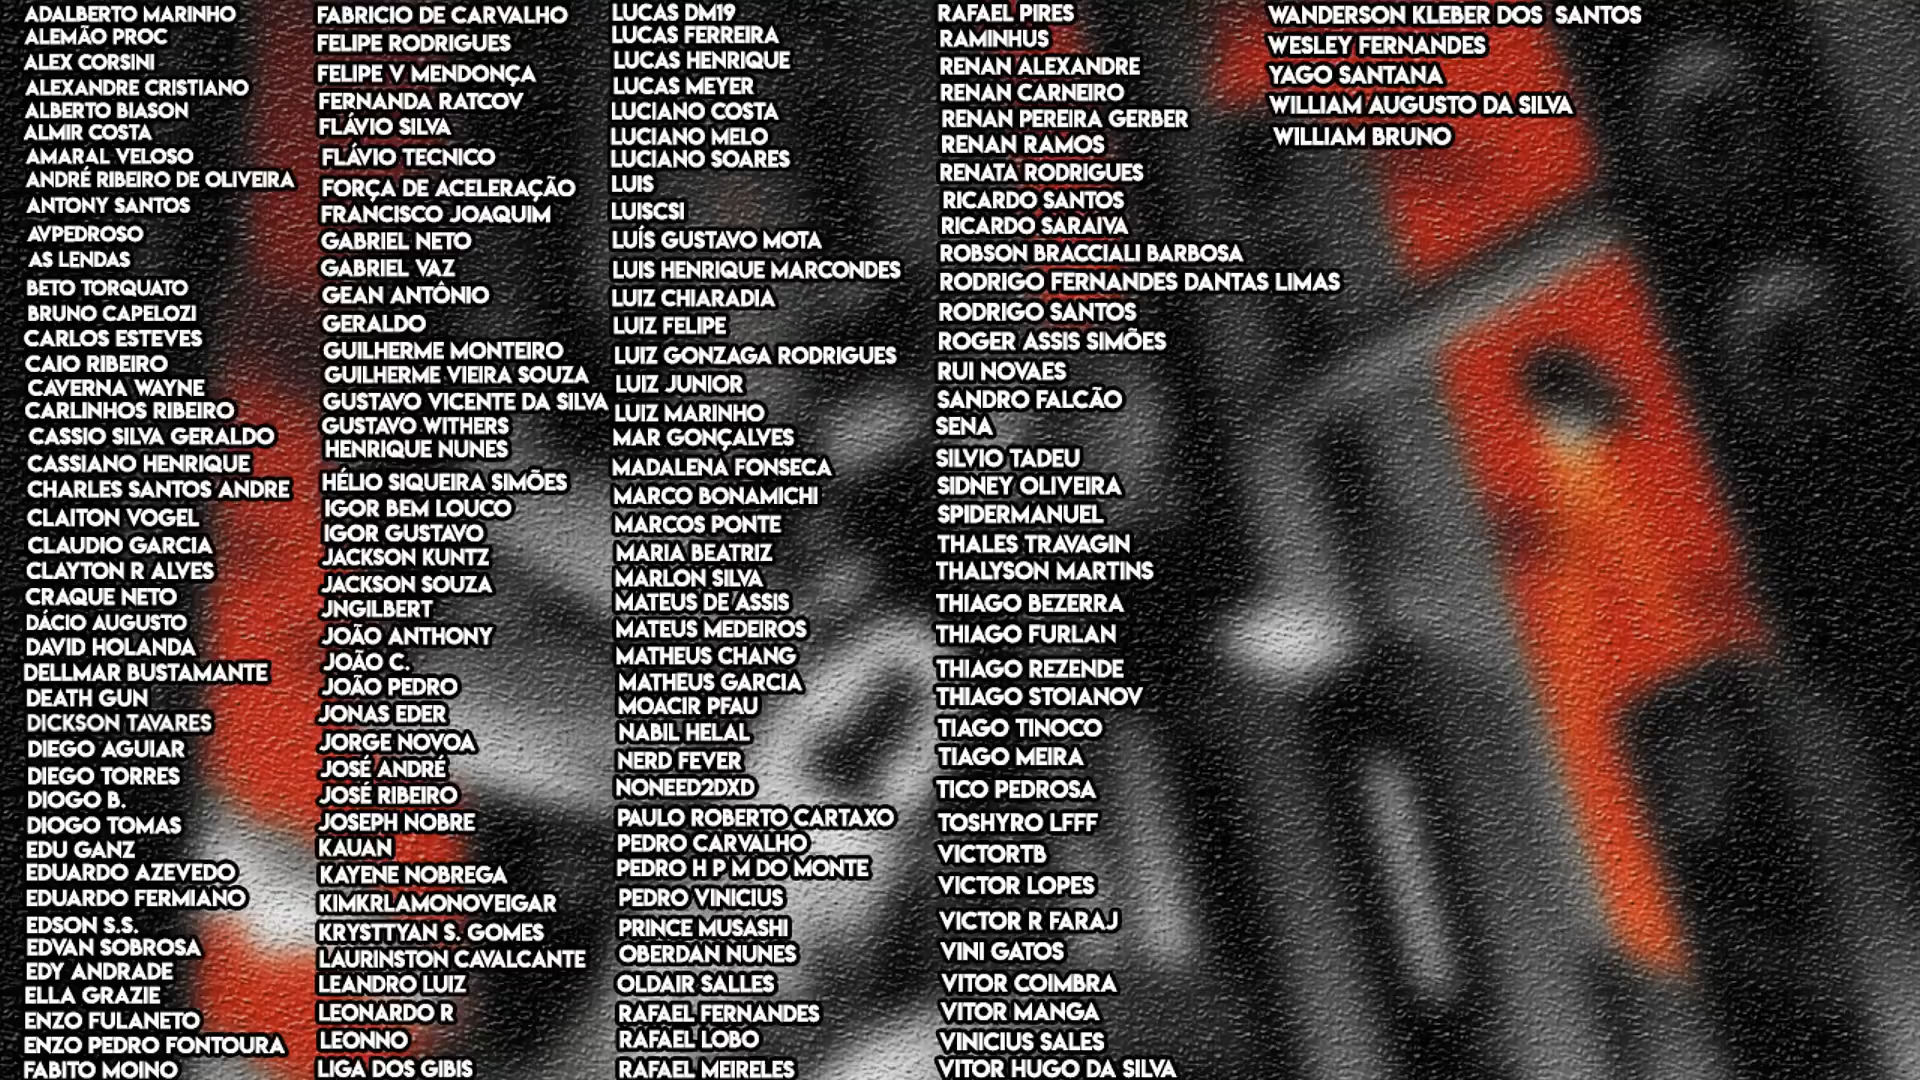 ADALBERTO MARINHO
ALEMÃO PROC
ALEX CORSINI
ALEXANDRE CRISTIANO
ALBERTO BIASON
ALMIR COSTA
AMARAL VELOSO
ANDRÉ RIBEIRO DE OLIVEIRA
ANTONY SANTOS
AVPEDROSO
AS LENDAS
BETO TORQUATO
BRUNO CAPELOZI
CARLOS ESTEVES
CAIO RIBEIRO
CAVERNA WAYNE
CARLINHOS RIBEIRO
CASSIO SILVA GERALDO
CASSIANO HENRIQUE
CHARLES SANTOS ANDRE
CLAITON VOGEL
CLAUDIO GARCIA
CLAYTON R ALVES
CRAQUE NETO
DÁCIO AUGUSTO
DAVID HOLANDA
DELLMAR BUSTAMANTE
DEATH GUN
DICKSON TAVARES
DIEGO AGUIAR
DIEGO TORRES
DIOGO B.
DIOGO TOMAS
EDU GANZ
EDUARDO AZEVEDO
EDUARDO FERMIANO
EDSON S.S.
EDVAN SOBROSA
EDY ANDRADE
ELLA GRAZIE
ENZO FULANETO
ENZO PEDRO FONTOURA
FABITO MOINO
FABRICIO DE CARVALHO
FELIPE RODRIGUES
FELIPE V MENDONÇA
FERNANDA RATCOV
FLÁVIO SILVA
FLÁVIO TECNICO
FORÇA DE ACELERAÇÃO
FRANCISCO JOAQUIM
GABRIEL NETO
GABRIEL VAZ
GEAN ANTÔNIO
GERALDO
GUILHERME MONTEIRO
GUILHERME VIEIRA SOUZA
GUSTAVO VICENTE DA SILVA
GUSTAVO WITHERS
HENRIQUE NUNES
HÉLIO SIQUEIRA SIMÕES
IGOR BEM LOUCO
IGOR GUSTAVO
JACKSON KUNTZ
JACKSON SOUZA
JNGILBERT
JOÃO ANTHONY
JOÃO C.
JOÃO PEDRO
JONAS EDER
JORGE NOVOA
JOSÉ ANDRÉ
JOSÉ RIBEIRO
JOSEPH NOBRE
KAUAN
KAYENE NOBREGA
KIMKRLAMONOVEIGAR
KRYSTTYAN S. GOMES
LAURINSTON CAVALCANTE
LEANDRO LUIZ
LEONARDO R
LEONNO
LIGA DOS GIBIS
LUCAS DM19
LUCAS FERREIRA
LUCAS HENRIQUE
LUCAS MEYER
LUCIANO COSTA
LUCIANO MELO
LUCIANO SOARES
LUIS
LUISCSI
LUÍS GUSTAVO MOTA
LUIS HENRIQUE MARCONDES
LUIZ CHIARADIA
LUIZ FELIPE
LUIZ GONZAGA RODRIGUES
LUIZ JUNIOR
LUIZ MARINHO
MAR GONÇALVES
MADALENA FONSECA
MARCO BONAMICHI
MARCOS PONTE
MARIA BEATRIZ
MARLON SILVA
MATEUS DE ASSIS
MATEUS MEDEIROS
MATHEUS CHANG
MATHEUS GARCIA
MOACIR PFAU
NABIL HELAL
NERD FEVER
NONEED2DXD
PAULO ROBERTO CARTAXO
PEDRO CARVALHO
PEDRO H P M DO MONTE
PEDRO VINICIUS
PRINCE MUSASHI
OBERDAN NUNES
OLDAIR SALLES
RAFAEL FERNANDES
RAFAEL LOBO
RAFAEL MEIRELES
RAFAEL PIRES
RAMINHUS
RENAN ALEXANDRE
RENAN CARNEIRO
RENAN PEREIRA GERBER
RENAN RAMOS
RENATA RODRIGUES
RICARDO SANTOS
RICARDO SARAIVA
ROBSON BRACCIALI BARBOSA
RODRIGO FERNANDES DANTAS LIMAS
RODRIGO SANTOS
ROGER ASSIS SIMÕES
RUI NOVAES
SANDRO FALCÃO
SENA
SILVIO TADEU
SIDNEY OLIVEIRA
SPIDERMANUEL
THALES TRAVAGIN
THALYSON MARTINS
THIAGO BEZERRA
THIAGO FURLAN
THIAGO REZENDE
THIAGO STOIANOV
TIAGO TINOCO
TIAGO MEIRA
TICO PEDROSA
TOSHYRO LFFF
VICTORTB
VICTOR LOPES
VICTOR R FARAJ
VINI GATOS
VITOR COIMBRA
VITOR MANGA
VINICIUS SALES
VITOR HUGO DA SILVA
WANDERSON KLEBER DOS SANTOS
WESLEY FERNANDES
YAGO SANTANA
WILLIAM AUGUSTO DA SILVA
WILLIAM BRUNO